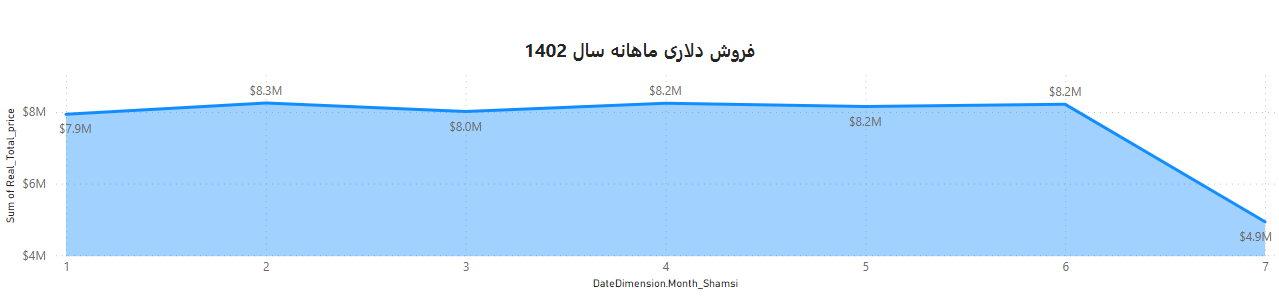 فروش دلاری ماهانه سال 1402
Sum of Real_Total_price
$8M
$6M
$4M
$7.9M
$8.3M
$8.0M
$8.2M
$8.2M
$8.2M
$4.9M
1 2 3 4 5 6 7
DateDimension.Month_Shamsi